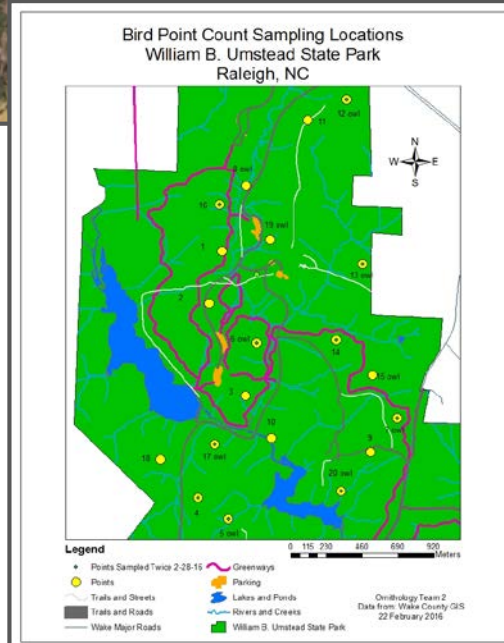 Bird Point Count Sampling Locations
William B. Umstead State Park
Raleigh, NC
12 owl
11
N
W E
S
8 owl
16
19 owl
1
13 owl
2
6 owl
14
15 owl
3
owl
10
17 owl
9
18
20 owl
4
5 owl
Legend
Points Sampled Twice 2-28-16
Points
Trails and Streets
Trails and Roads
Wake Major Roads
Greenways
Parking
Lakes and Ponds
Rivers and Creeks
William B. Umstead State Park
0 115 230 460 690 920
Meters
Ornithology Team 2
Data from: Wake County GIS
22 February 2016